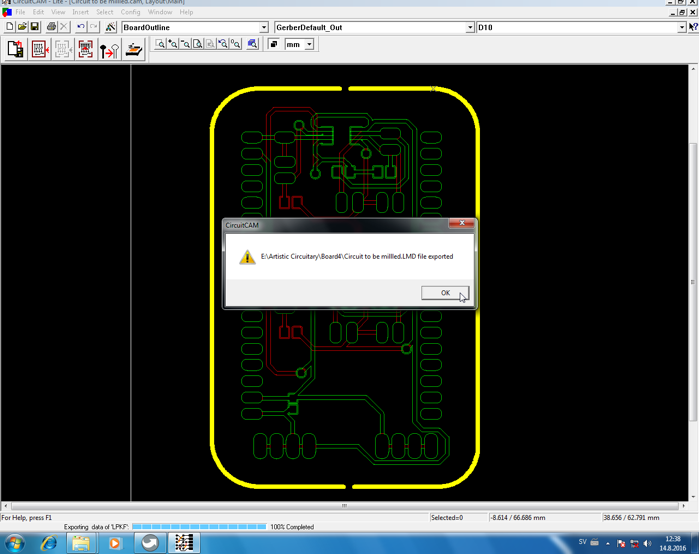 CircuitCAM - Lite - [Circuit to be millied.cam, Layout:Main]
File Edit View Insert Select Config Window Help
BoardOutline GerberDefault_Out D10
mm
CircuitCAM
E:\Artistic Circuitary\Board4\Circuit to be millled.LMD file exported
OK
For Help, press F1 Selected=0 -8.614 / 66.686 mm 38.656 / 62.791 mm
Exporting data of 'LPKF': 100% Completed
SV 12:38
14.8.2016